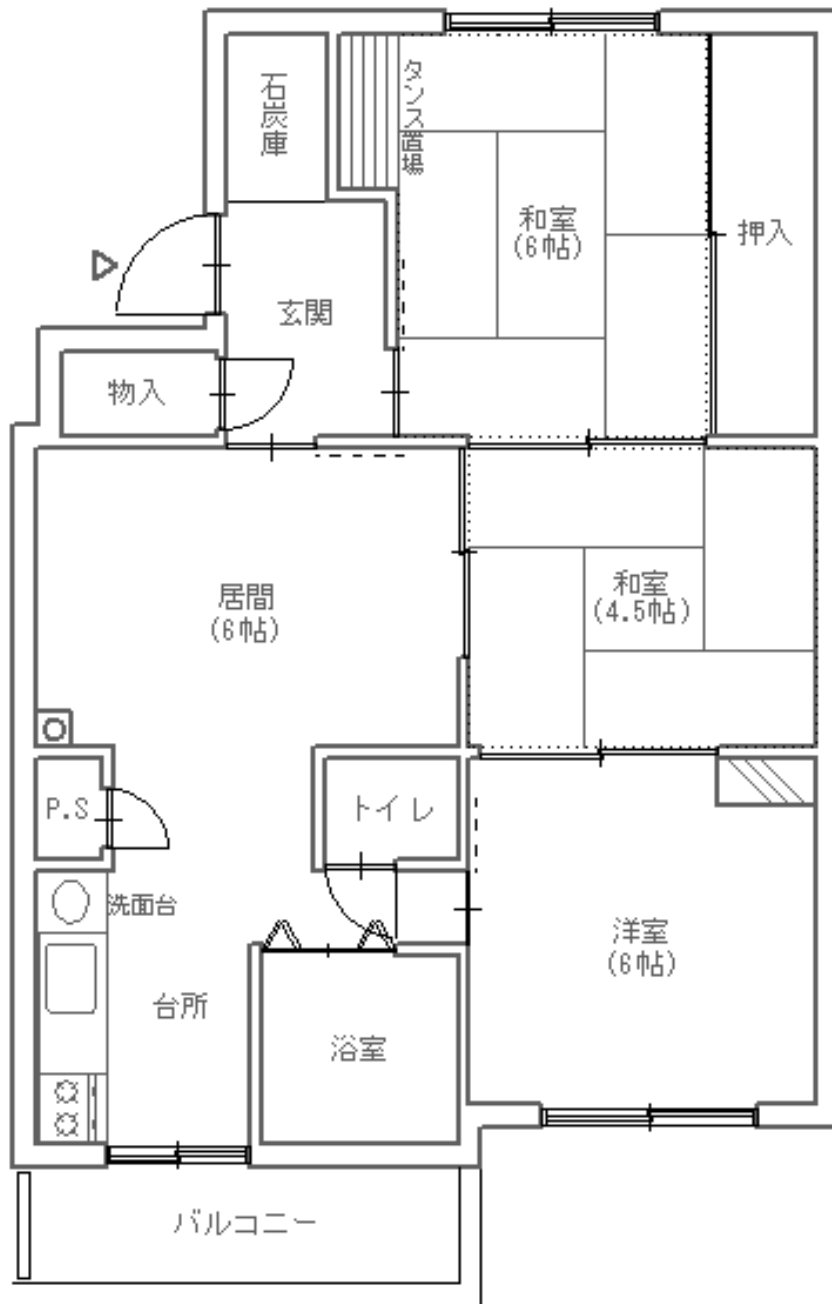 石炭庫
タンス置場
和室
(6帖)
押入
玄関
物入
居間
(6帖)
和室
(4.5帖)
P.S
トイレ
洗面台
洋室
(6帖)
台所
浴室
バルコニー